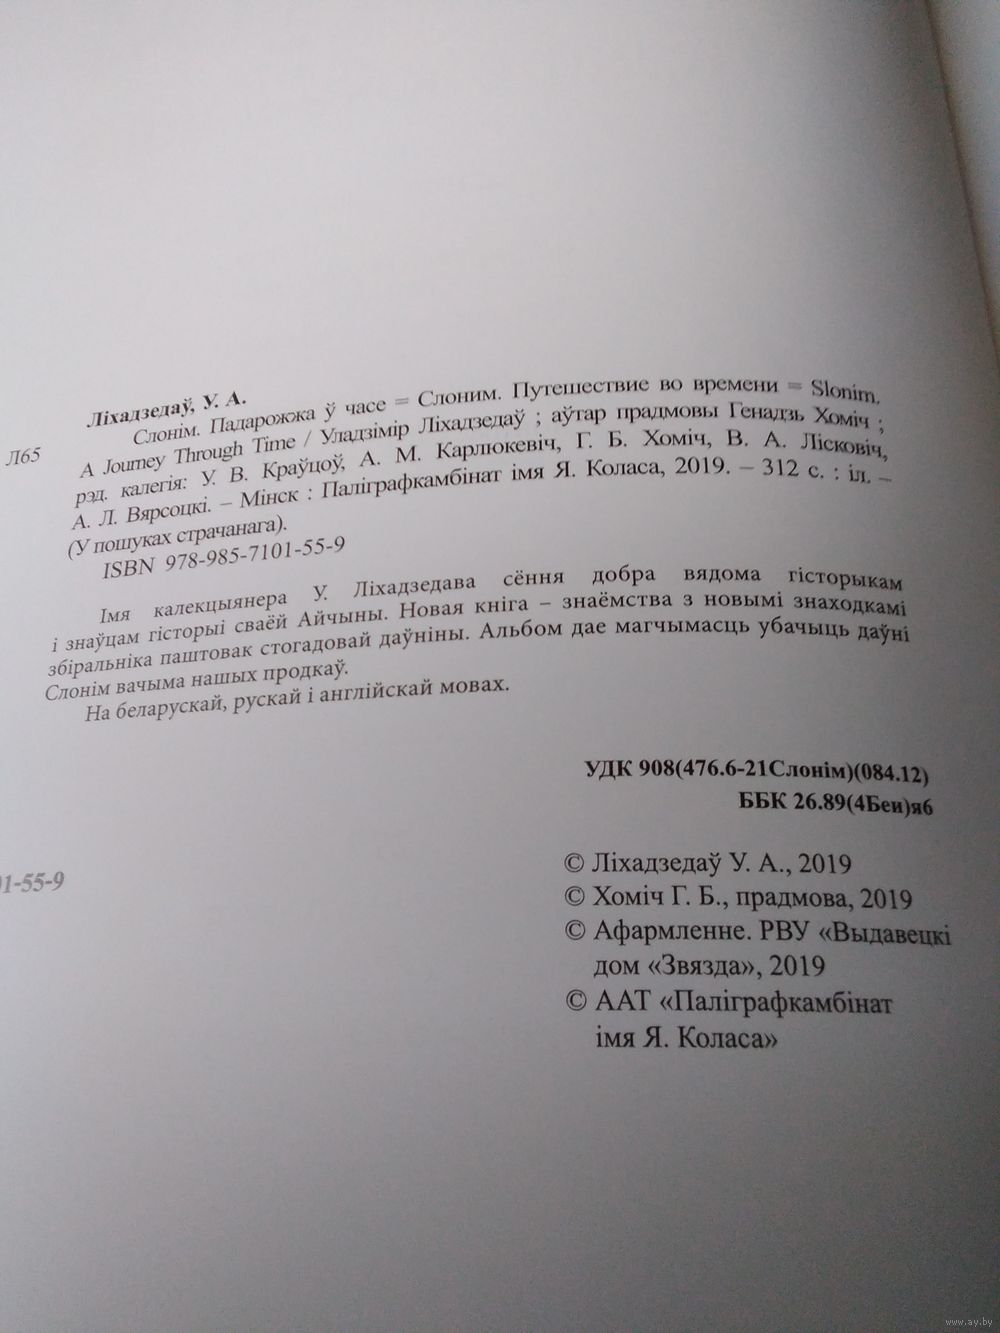 Ліхадзедаў, У. А.
Л65
Слонім. Падарожжа ў часе = Слоним. Путешествие во времени = Slonim.
A Journey Through Time / Уладзімір Ліхадзедаў ; аўтар прадмовы Генадзь Хоміч ;
рэд. калегія: У. В. Краўцоў, А. М. Карлюкевіч, Г. Б. Хоміч, В. А. Лісковіч,
А. Л. Вярсоцкі. – Мінск : Паліграфкамбінат імя Я. Коласа, 2019. – 312 с. : іл. –
(У пошуках страчанага).
ISBN 978-985-7101-55-9
Імя калекцыянера У. Ліхадзедава сёння добра вядома гісторыкам
і знаўцам гісторыі сваёй Айчыны. Новая кніга – знаёмства з новымі знаходкамі
збіральніка паштовак стогадовай даўніны. Альбом дае магчымасць убачыць даўні
Слонім вачыма нашых продкаў.
На беларускай, рускай і англійскай мовах.
УДК 908(476.6-21Слонім)(084.12)
ББК 26.89(4Беи)я6
01-55-9
© Ліхадзедаў У. А., 2019
© Хоміч Г. Б., прадмова, 2019
© Афармленне. РВУ «Выдавецкі
дом «Звязда», 2019
© ААТ «Паліграфкамбінат
імя Я. Коласа»
www.ay.by